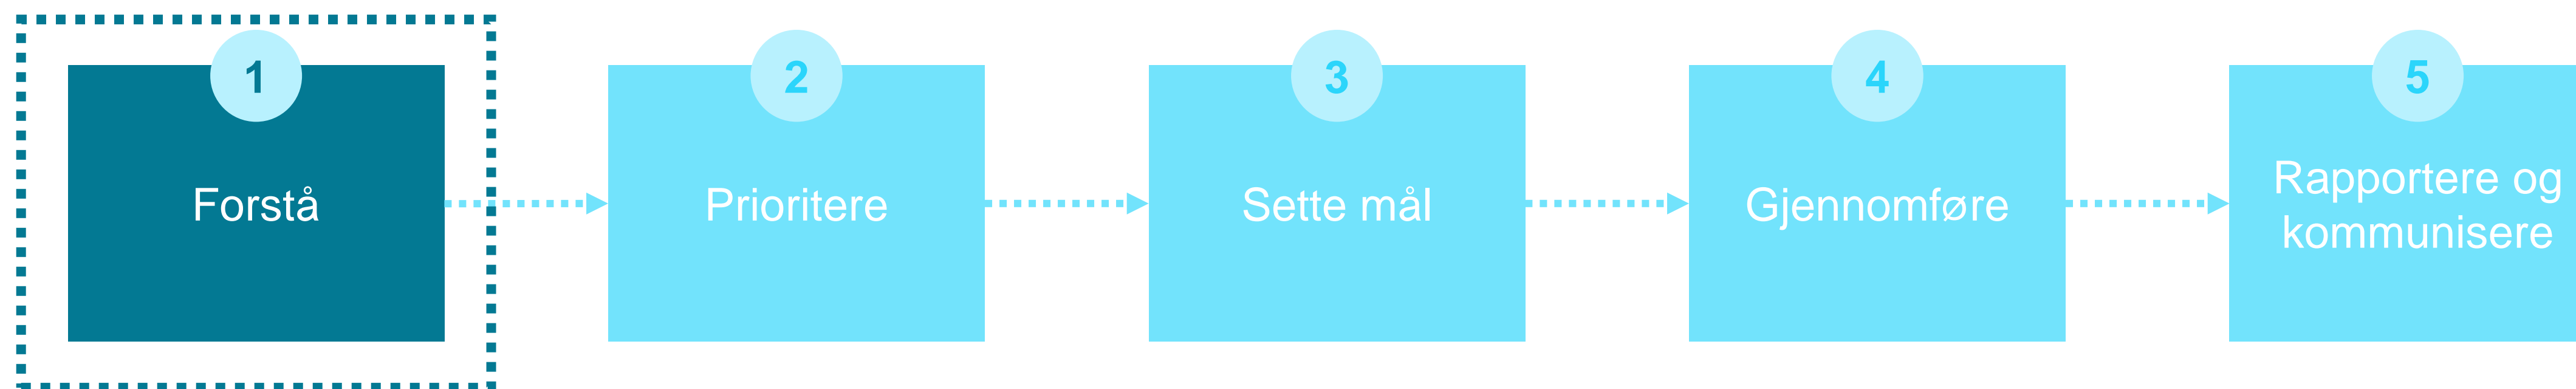 1
Forstå
2
Prioritere
3
Sette mål
4
Gjennomføre
5
Rapportere og
kommunisere